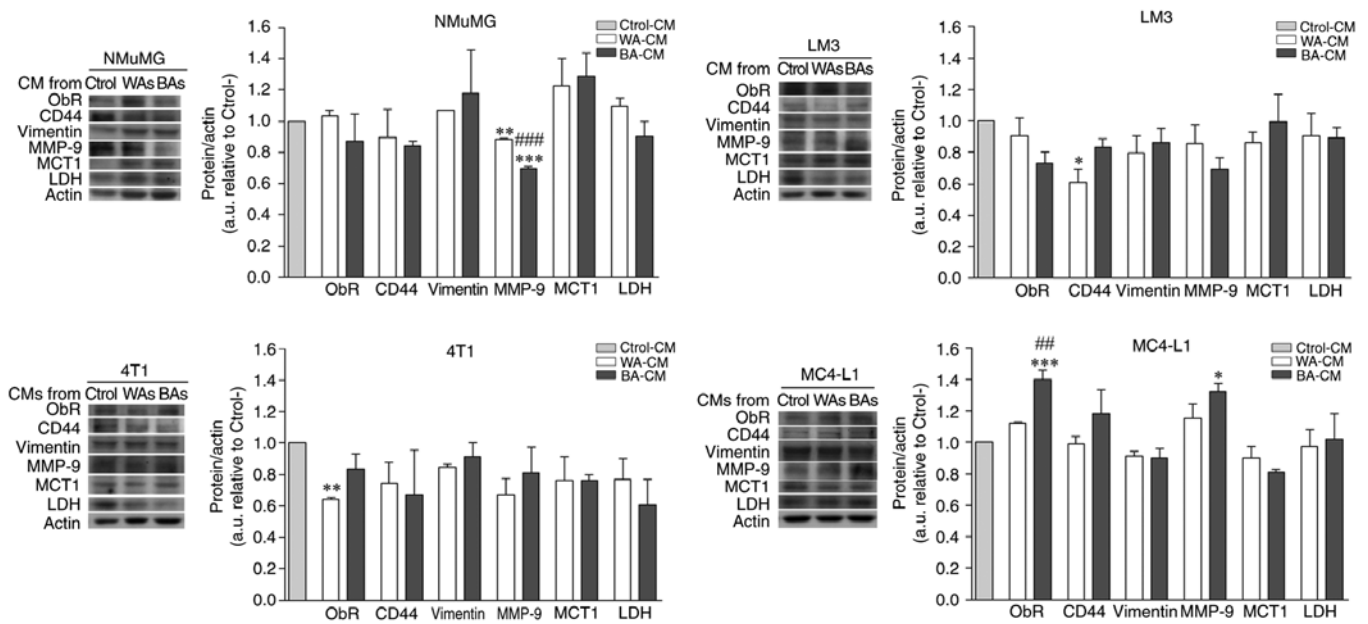 NMuMG
CM from Ctrol WAs BAs
ObR
CD44
Vimentin
MMP-9
MCT1
LDH
Actin
NMuMG
Ctrol-CM
WA-CM
BA-CM
Protein/actin
(a.u. relative to Ctrol-)
1.6
1.4
1.2
1.0
0.8
0.6
1.4
1.2
0.0
**
###
***
ObR CD44 Vimentin MMP-9 MCT1 LDH
LM3
CM from Ctrol WAs BAs
ObR
CD44
Vimentin
MMP-9
MCT1
LDH
Actin
LM3
Ctrol-CM
WA-CM
BA-CM
Protein/actin
(a.u. relative to Ctrol-)
1.6
1.4
1.2
1.0
0.8
0.6
0.4
0.2
0.0
*
ObR CD44 Vimentin MMP-9 MCT1 LDH
4T1
CMs from Ctrol WAs BAs
ObR
CD44
Vimentin
MMP-9
MCT1
LDH
Actin
4T1
Ctrol-CM
WA-CM
BA-CM
Protein/actin
(a.u. relative to Ctrol-)
1.6
1.4
1.2
1.0
0.8
0.6
0.4
0.2
0.0
**
ObR CD44 Vimentin MMP-9 MCT1 LDH
MC4-L1
CMs from Ctrol WAs BAs
ObR
CD44
Vimentin
MMP-9
MCT1
LDH
Actin
MC4-L1
Ctrol-CM
WA-CM
BA-CM
Protein/actin
(a.u. relative to Ctrol-)
1.6
1.4
1.2
1.0
0.8
0.6
0.4
0.2
0.0
##
***
*
ObR CD44 Vimentin MMP-9 MCT1 LDH